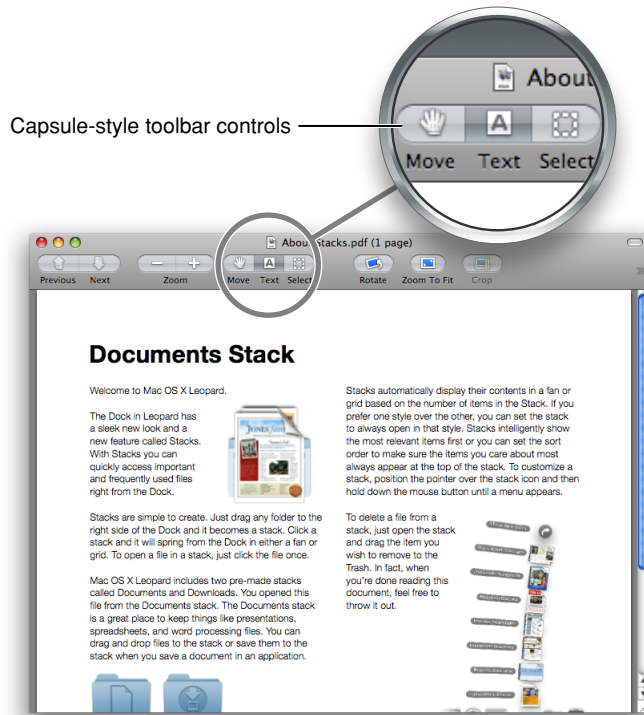 About
Capsule-style toolbar controls
Move Text Select
About Stacks.pdf (1 page)
Previous Next Zoom Move Text Select Rotate Zoom To Fit Crop
Documents Stack
Welcome to Mac OS X Leopard.
The Dock in Leopard has
a sleek new look and a
new feature called Stacks.
With Stacks you can
quickly access important
and frequently used files
right from the Dock.
Stacks are simple to create. Just drag any folder to the
right side of the Dock and it becomes a stack. Click a
stack and it will spring from the Dock in either a fan or
grid. To open a file in a stack, just click the file once.
Mac OS X Leopard includes two pre-made stacks
called Documents and Downloads. You opened this
file from the Documents stack. The Documents stack
is a great place to keep things like presentations,
spreadsheets, and word processing files. You can
drag and drop files to the stack or save them to the
stack when you save a document in an application.
Stacks automatically display their contents in a fan or
grid based on the number of items in the Stack. If you
prefer one style over the other, you can set the stack
to always open in that style. Stacks intelligently show
the most relevant items first or you can set the sort
order to make sure the items you care about most
always appear at the top of the stack. To customize a
stack, position the pointer over the stack icon and then
hold down the mouse button until a menu appears.
To delete a file from a
stack, just open the stack
and drag the item you
wish to remove to the
Trash. In fact, when
you're done reading this
document, feel free to
throw it out.